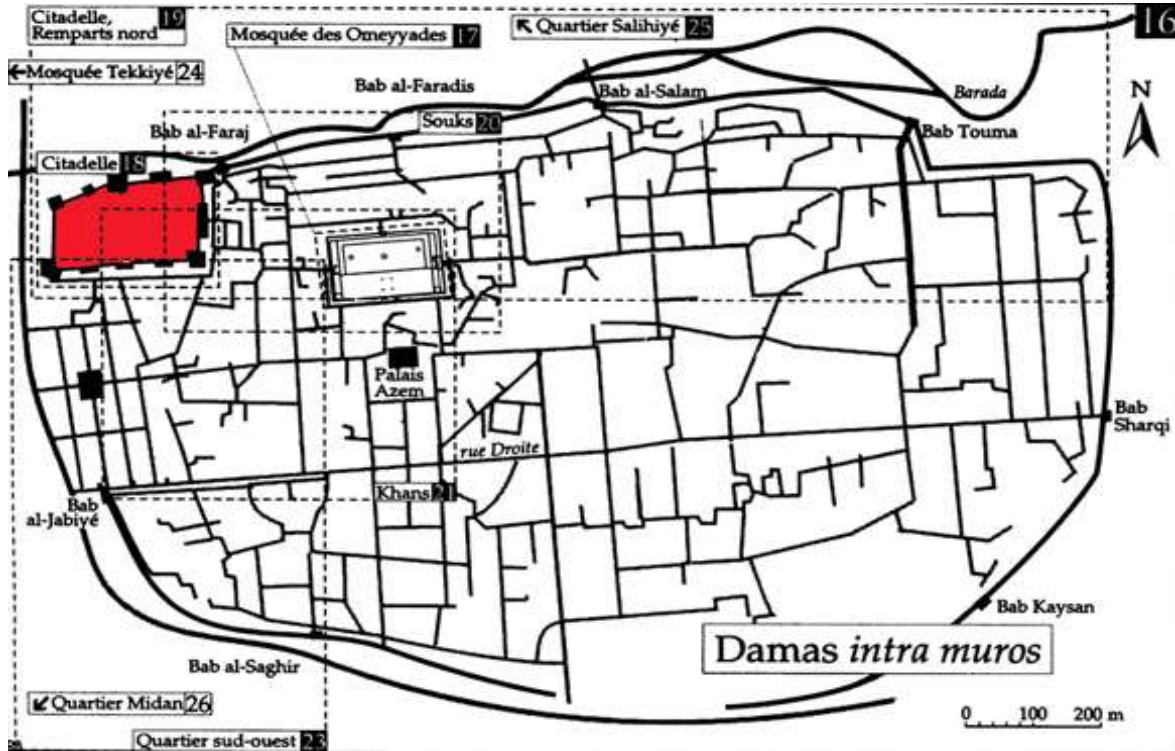 Citadelle, 19
Remparts nord
Mosquée des Omeyyades 17
Quartier Salihiyé 25
16
Mosquée Tekkiyé 24
Bab al-Faradis
Bab al-Salam
Barada
N
Bab al-Faraj
Souks 20
Bab Touma
Citadelle 18
Palais
Azem
Bab
Sharqi
rue Droite
Khans 21
Bab
al-Jabiyé
Bab Kaysan
Damas intra muros
Bab al-Saghir
Quartier Midan 26
0 100 200 m
Quartier sud-ouest 23